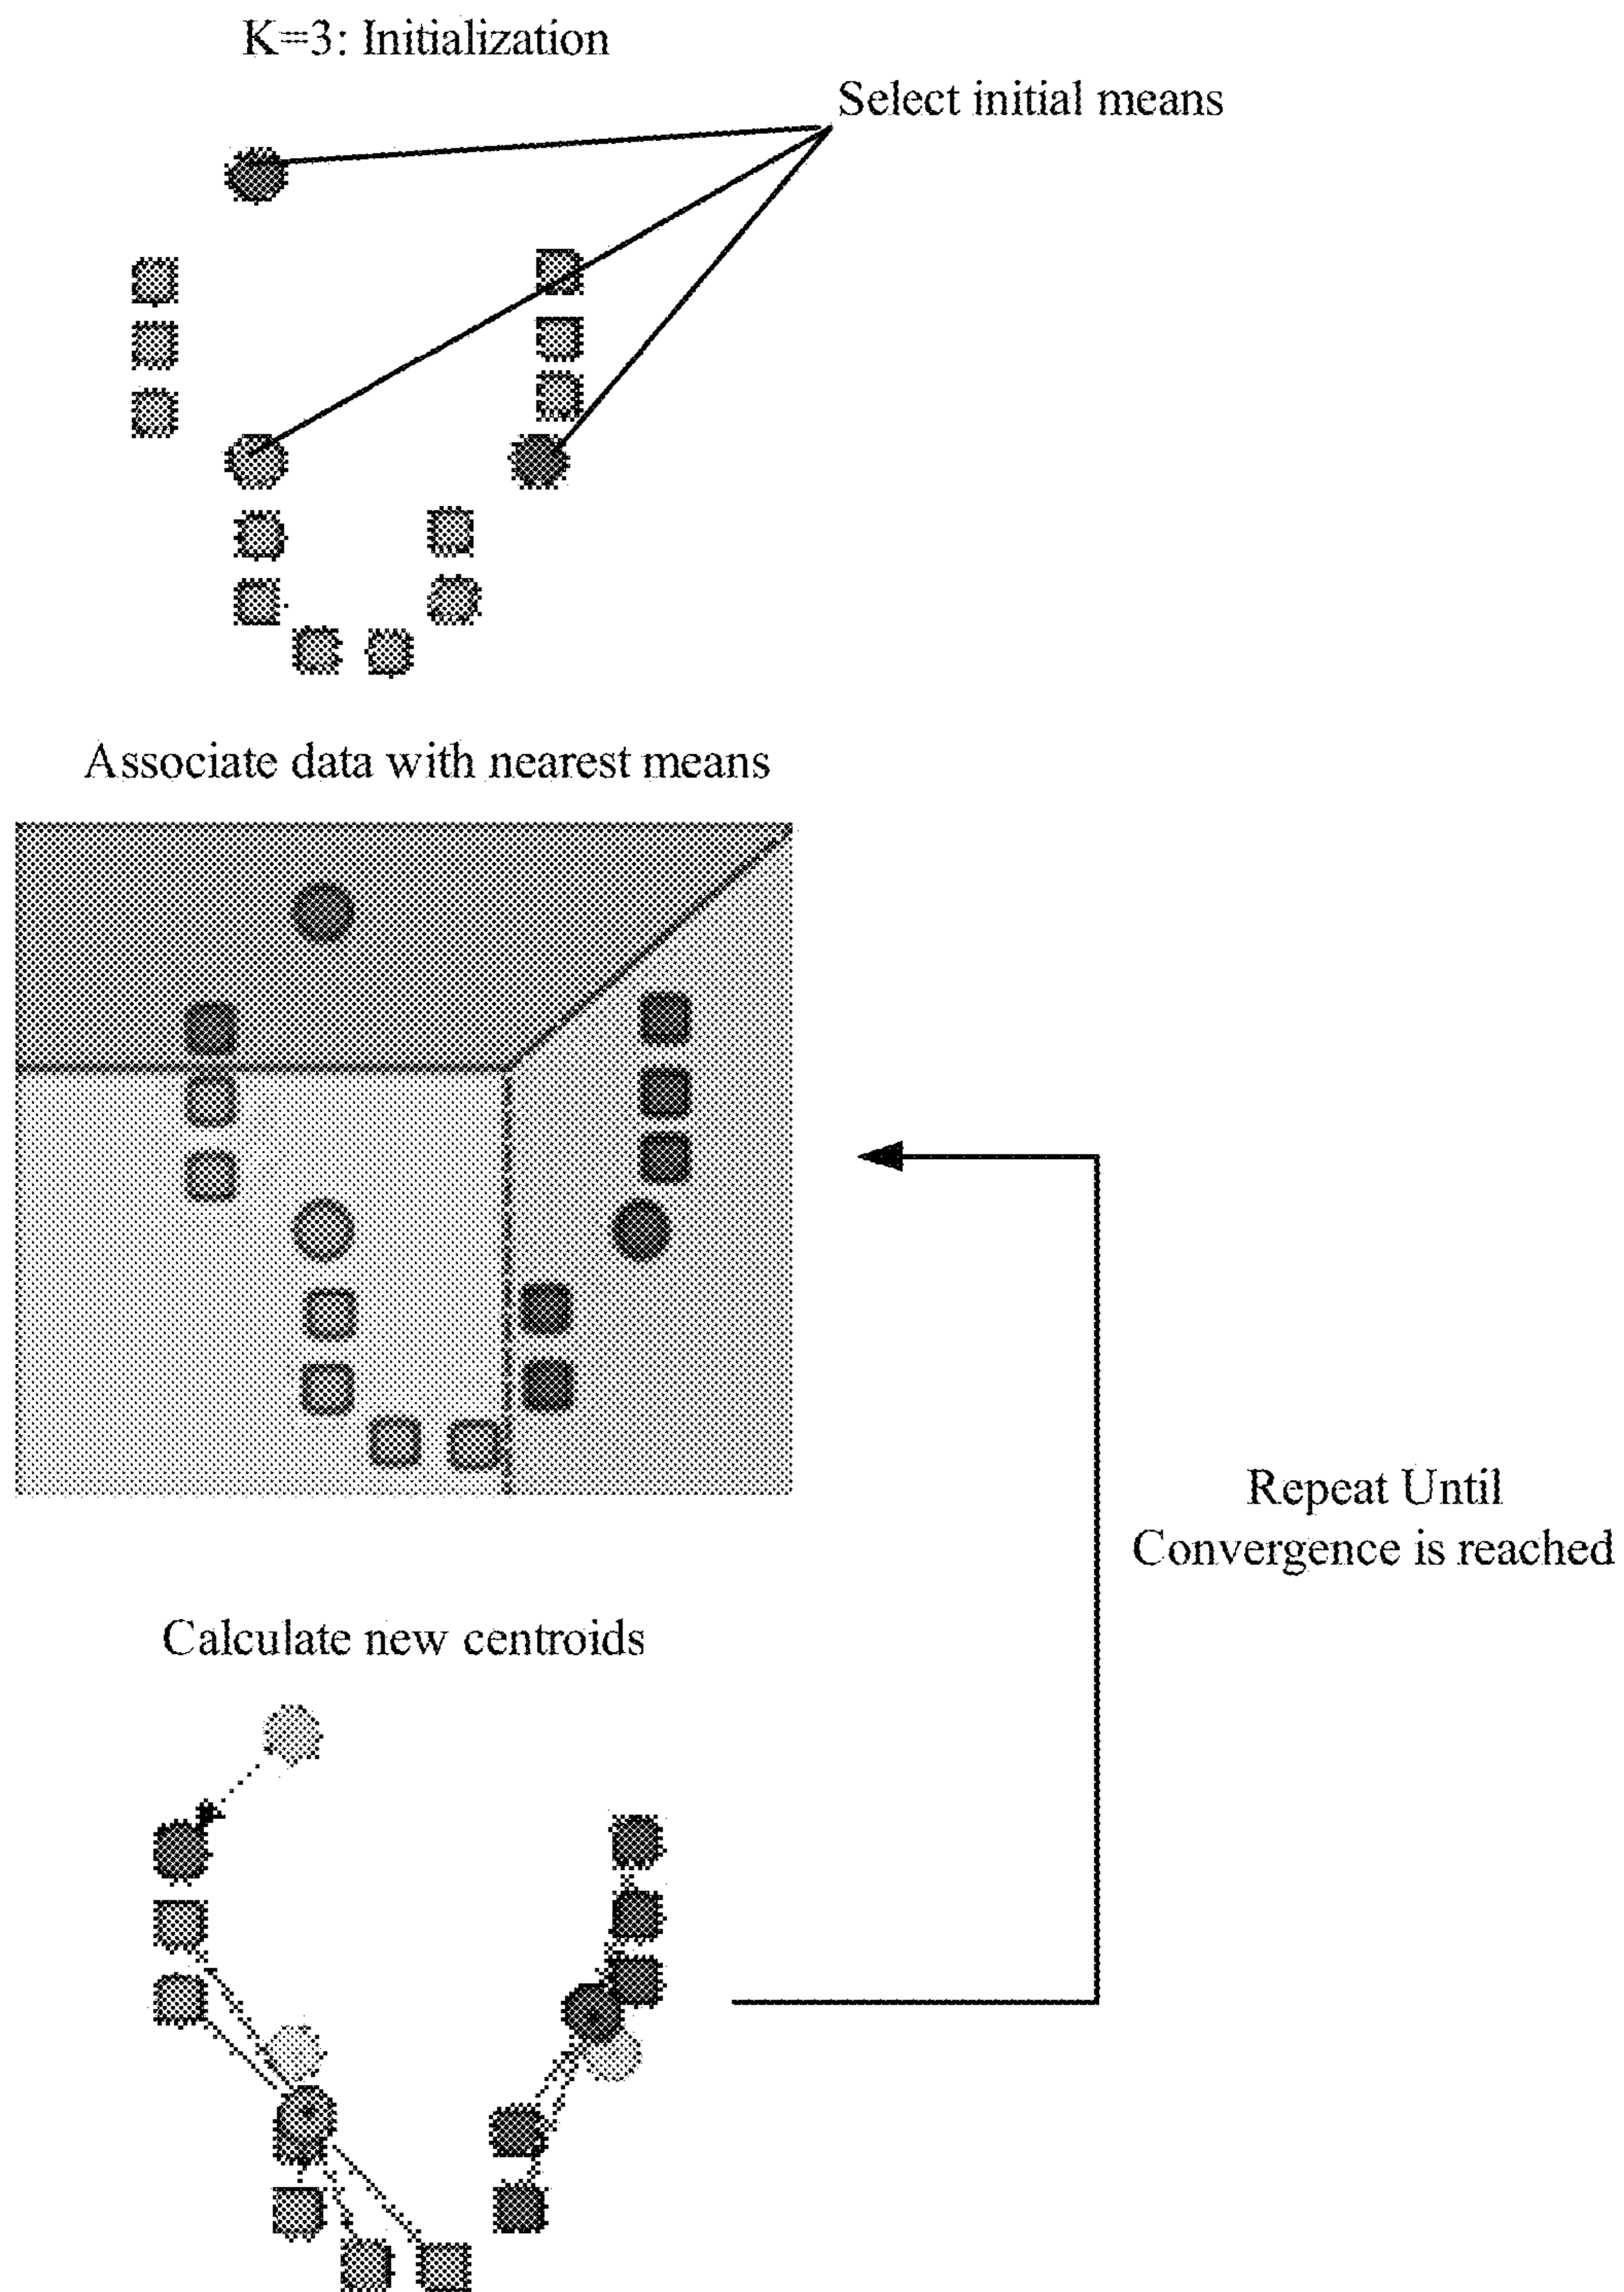 K=3: Initialization
Select initial means
Associate data with nearest means
Repeat Until
Convergence is reached
Calculate new centroids